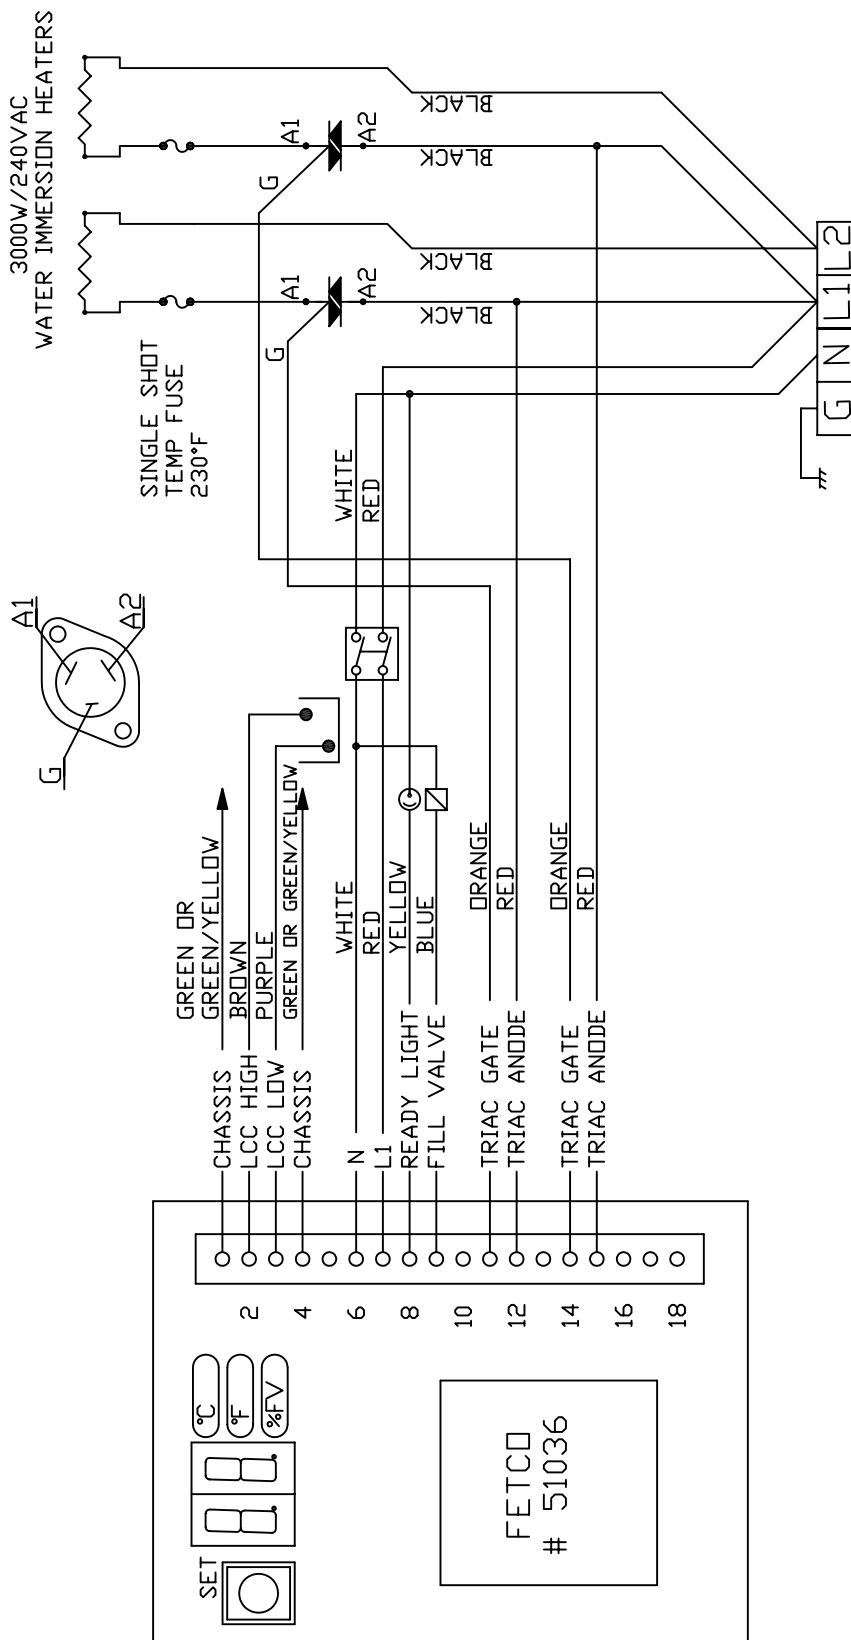 3000W/240VAC
WATER IMMERSION HEATERS
SINGLE SHOT
TEMP FUSE
230°F
A1
A2
G
A1
A2
G
A1
A2
G
BLACK
BLACK
BLACK
BLACK
G
N
L1
L2
WHITE
RED
GREEN OR
GREEN/YELLOW
BROWN
PURPLE
GREEN OR GREEN/YELLOW
WHITE
RED
YELLOW
BLUE
ORANGE
RED
ORANGE
RED
CHASSIS
LCC HIGH
LCC LOW
CHASSIS
N
L1
READY LIGHT
FILL VALVE
TRIAC GATE
TRIAC ANODE
TRIAC GATE
TRIAC ANODE
2
4
6
8
10
12
14
16
18
°C
°F
%FV
SET
FETCO
# 51036